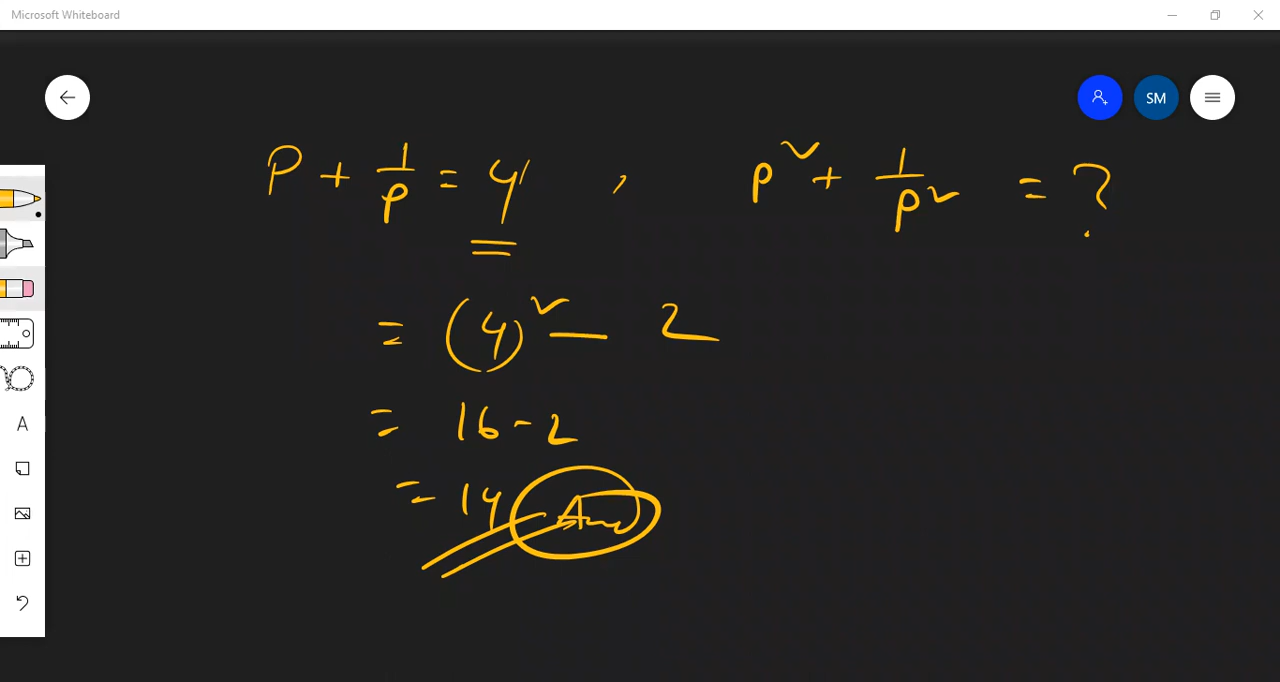 Microsoft Whiteboard
SM
P + 1/P = 4 , P² + 1/P² = ?
= (4)² — 2
= 16 - 2
= 14 Ans
A